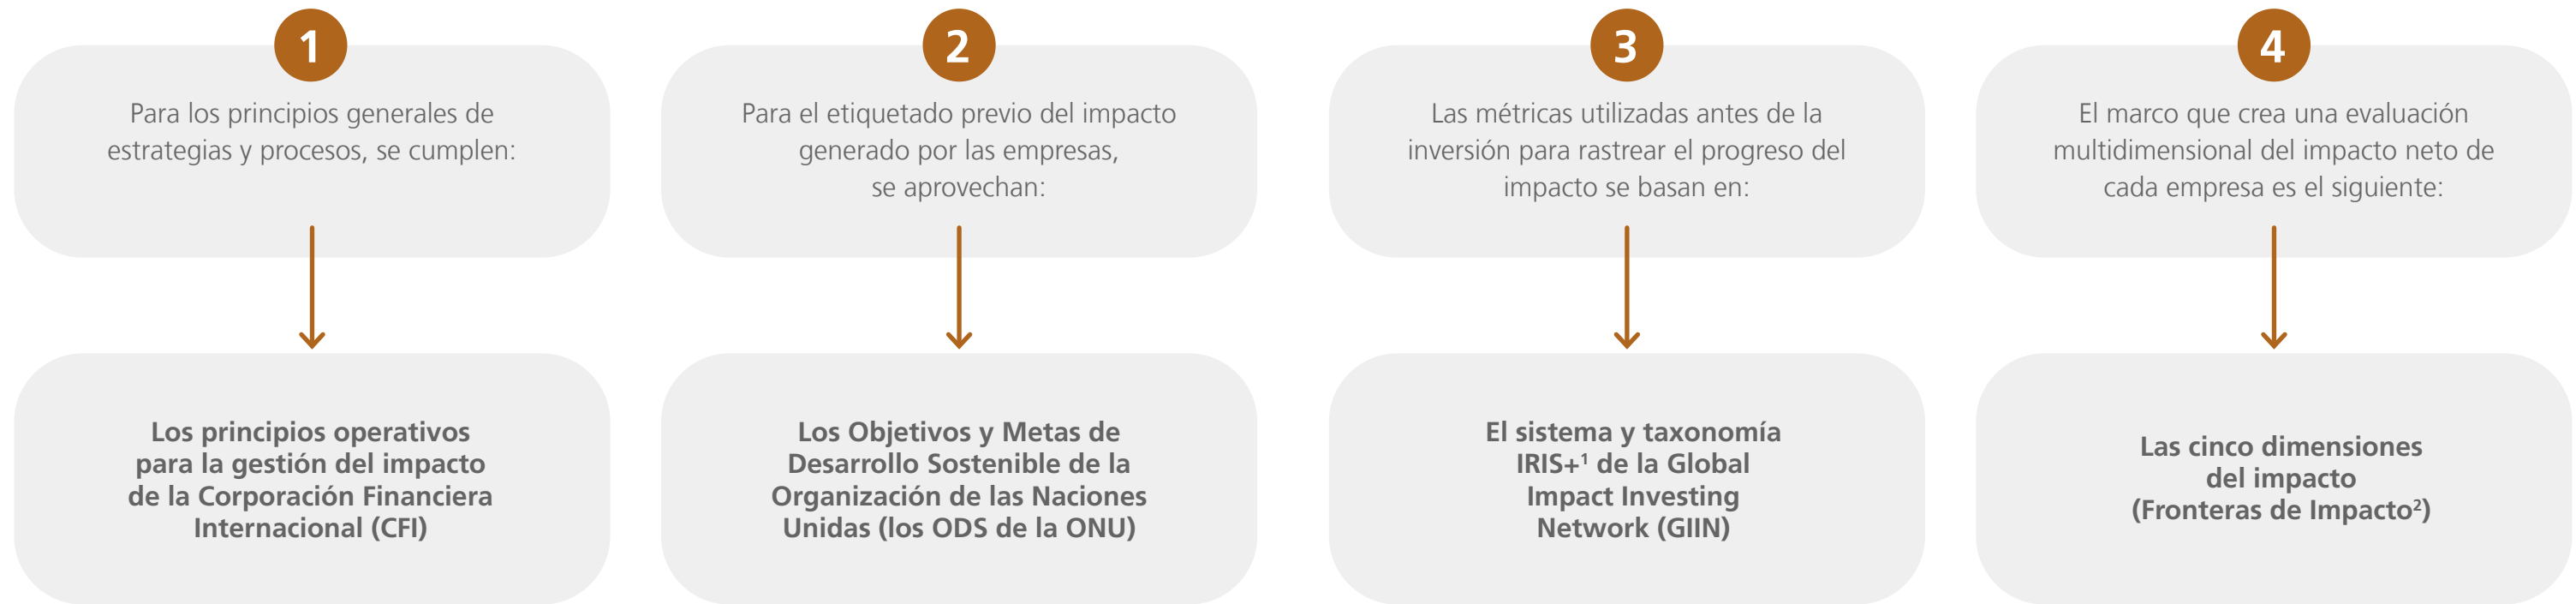 1
Para los principios generales de
estrategias y procesos, se cumplen:
Los principios operativos
para la gestión del impacto
de la Corporación Financiera
Internacional (CFI)
2
Para el etiquetado previo del impacto
generado por las empresas,
se aprovechan:
Los Objetivos y Metas de
Desarrollo Sostenible de la
Organización de las Naciones
Unidas (los ODS de la ONU)
3
Las métricas utilizadas antes de la
inversión para rastrear el progreso del
impacto se basan en:
El sistema y taxonomía
IRIS+¹ de la Global
Impact Investing
Network (GIIN)
4
El marco que crea una evaluación
multidimensional del impacto neto de
cada empresa es el siguiente:
Las cinco dimensiones
del impacto
(Fronteras de Impacto²)